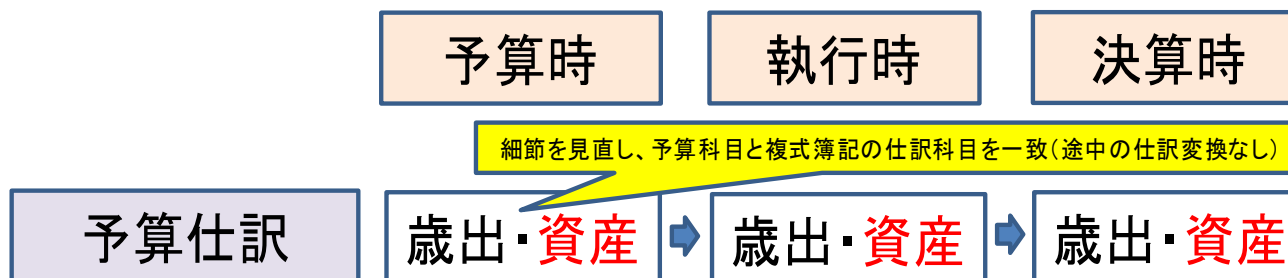 予算時
執行時
決算時
細節を見直し、予算科目と複式簿記の仕訳科目を一致(途中の仕訳変換なし)
予算仕訳
歳出・資産
歳出・資産
歳出・資産